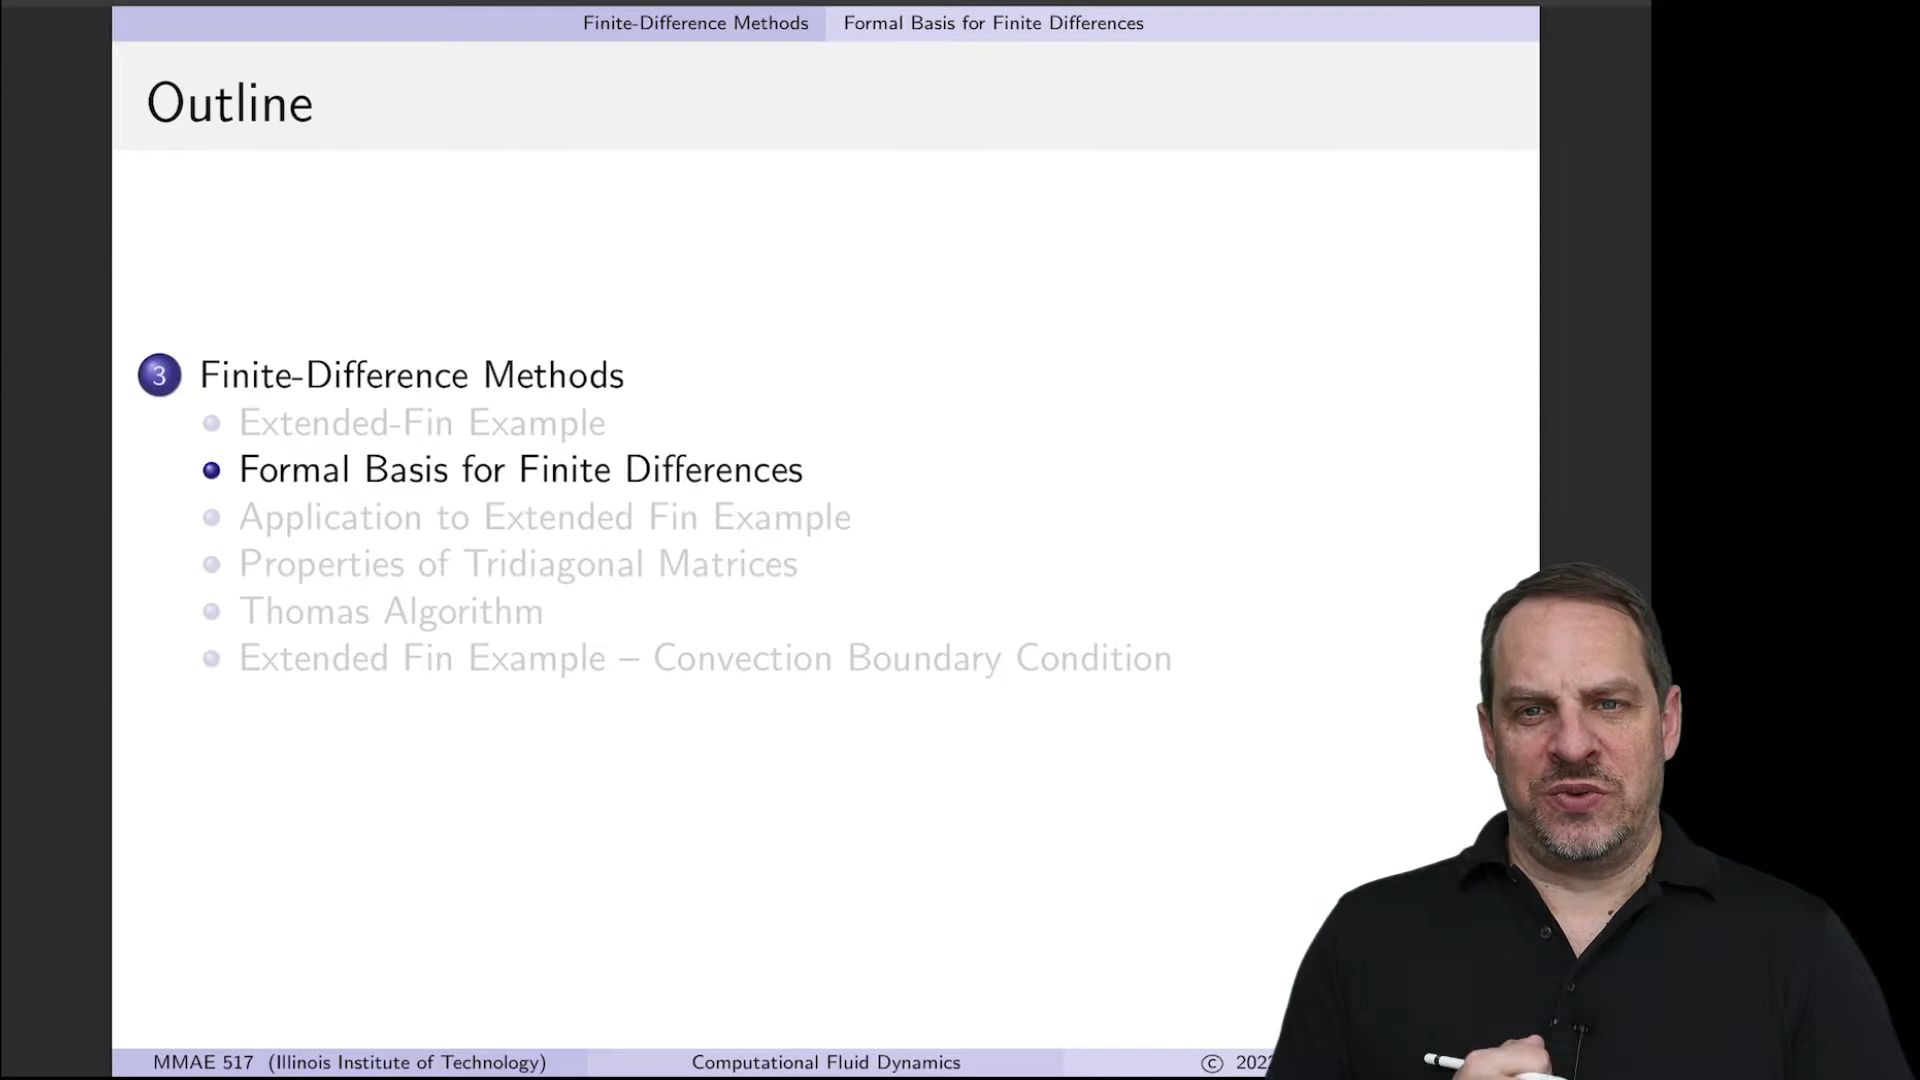 Finite-Difference Methods Formal Basis for Finite Differences
Outline
3 Finite-Difference Methods
Extended-Fin Example
Formal Basis for Finite Differences
Application to Extended Fin Example
Properties of Tridiagonal Matrices
Thomas Algorithm
Extended Fin Example – Convection Boundary Condition
MMAE 517 (Illinois Institute of Technology) Computational Fluid Dynamics ©